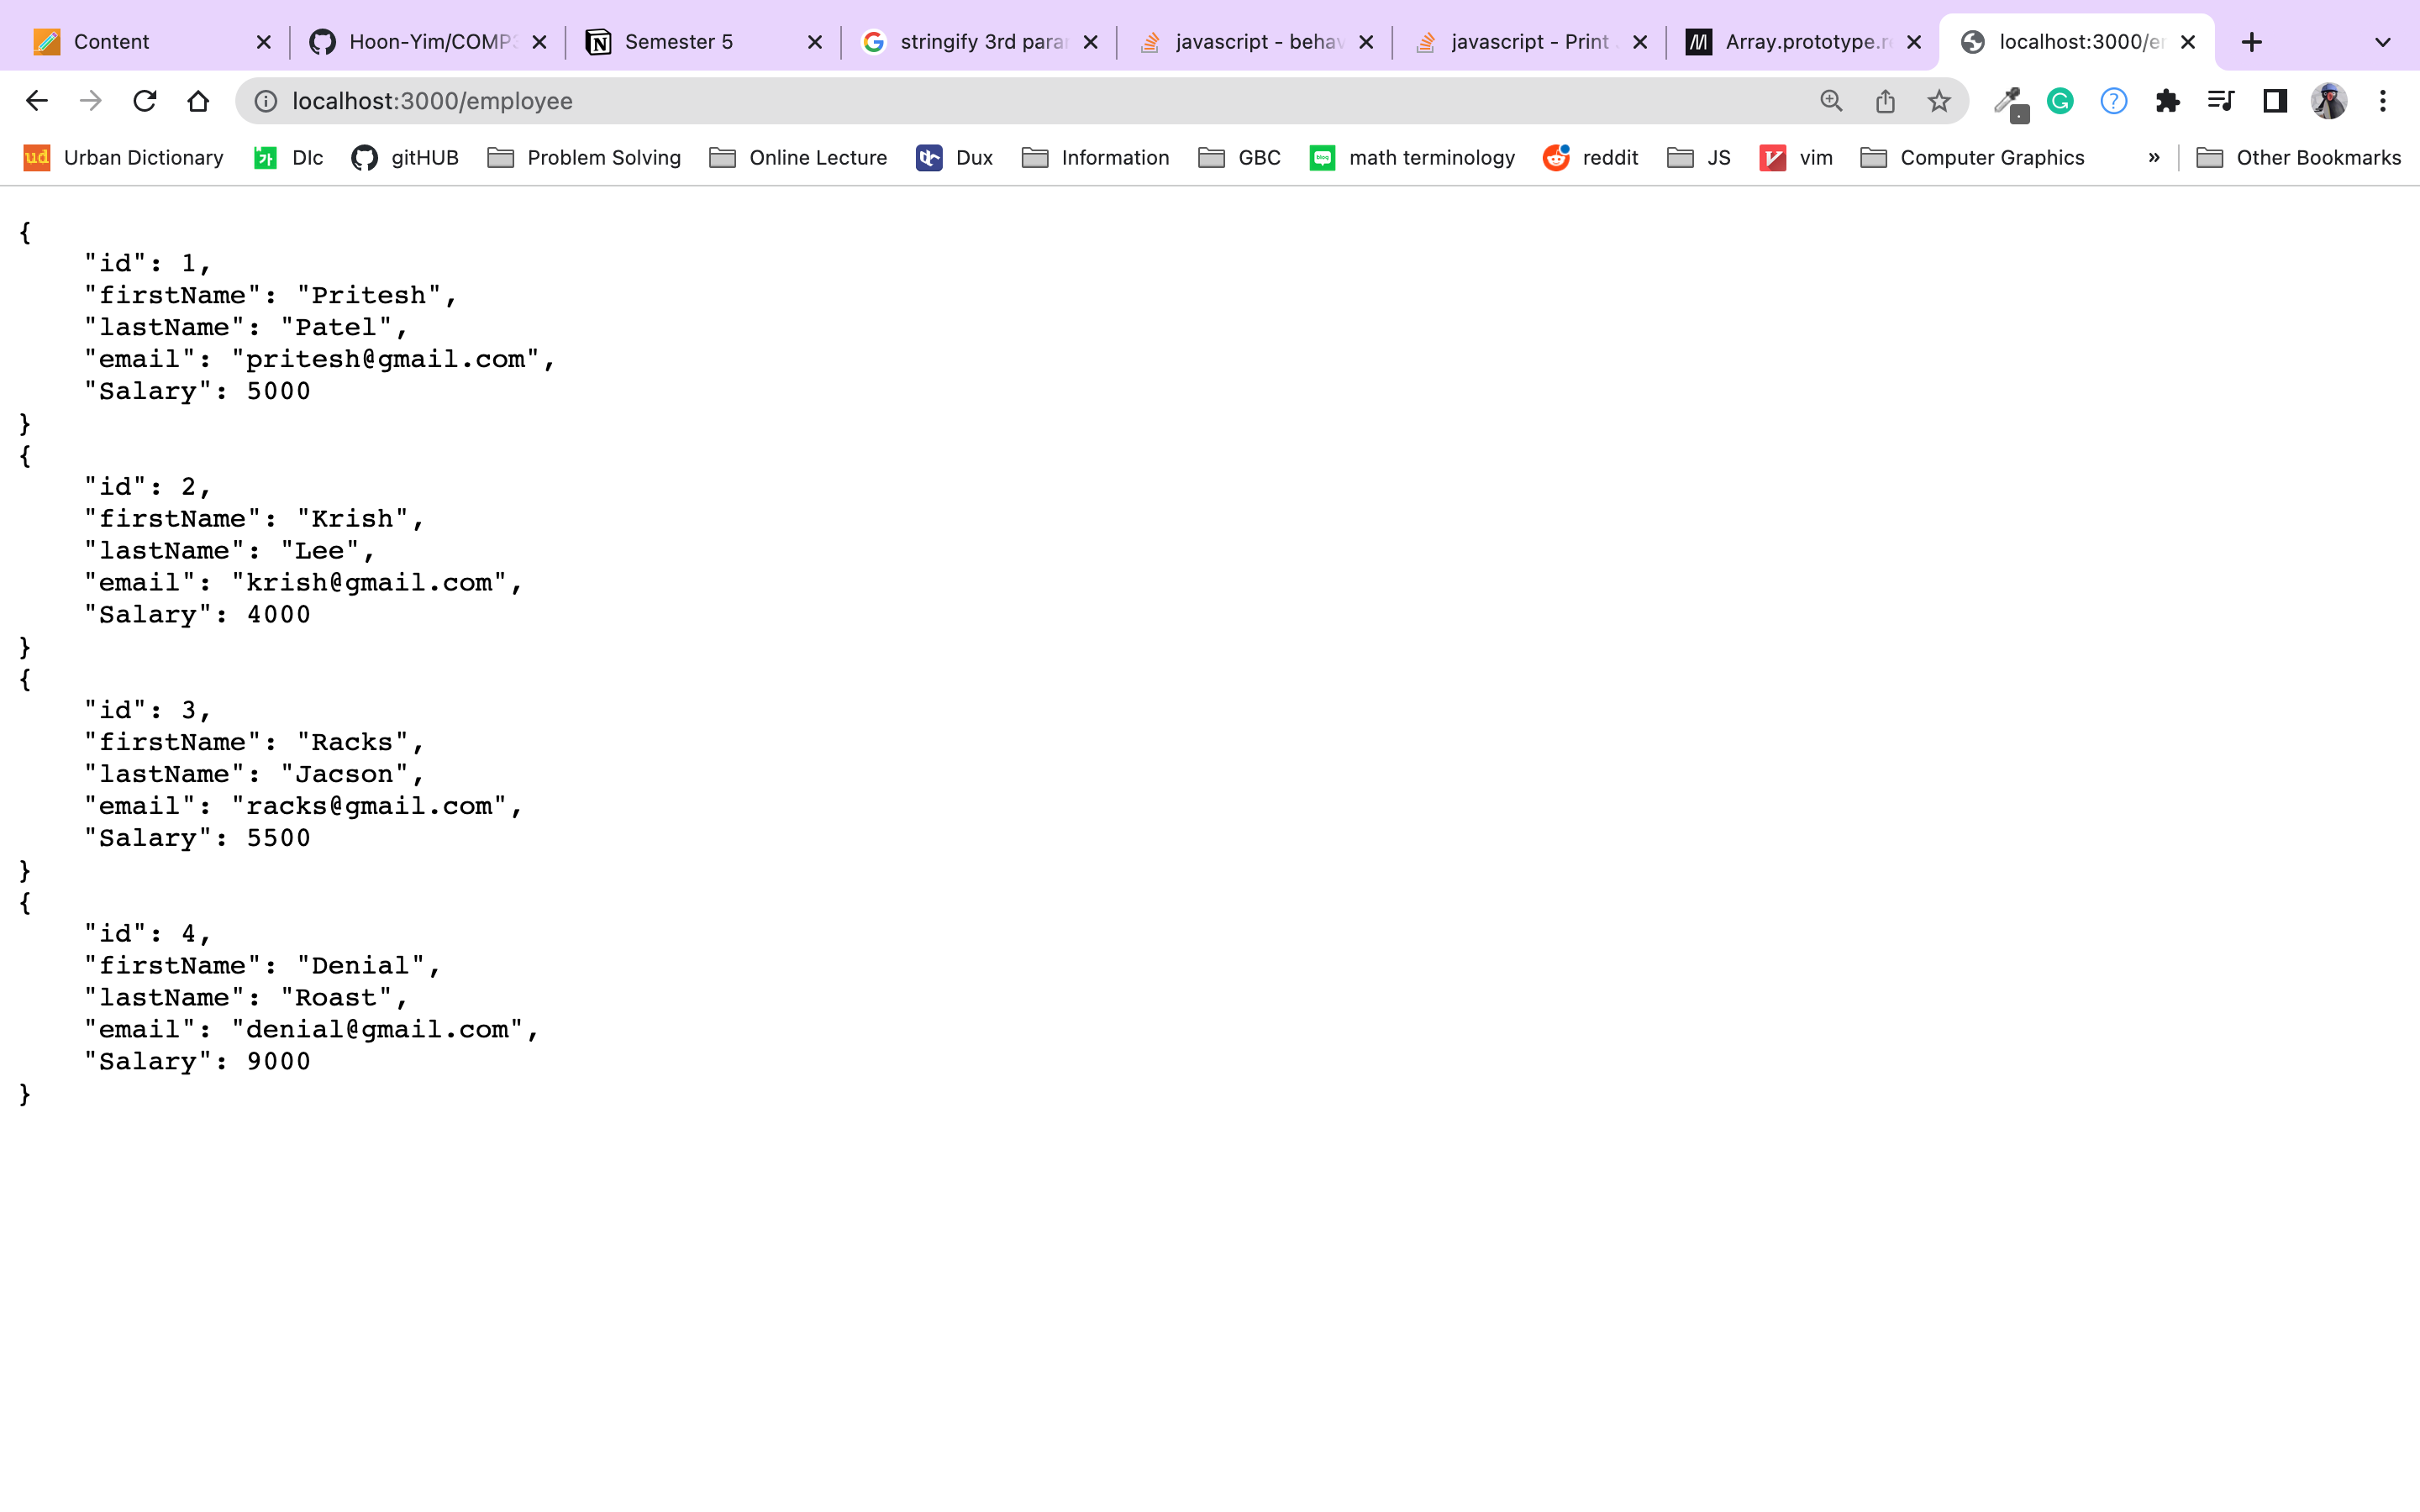 Content
Hoon-Yim/COMP
Semester 5
stringify 3rd para
javascript - behav
javascript - Print
Array.prototype.r
localhost:3000/e
localhost:3000/employee
Urban Dictionary
DIc
gitHUB
Problem Solving
Online Lecture
Dux
Information
GBC
math terminology
reddit
JS
vim
Computer Graphics
»
Other Bookmarks
{
"id": 1,
"firstName": "Pritesh",
"lastName": "Patel",
"email": "pritesh@gmail.com",
"Salary": 5000
}
{
"id": 2,
"firstName": "Krish",
"lastName": "Lee",
"email": "krish@gmail.com",
"Salary": 4000
}
{
"id": 3,
"firstName": "Racks",
"lastName": "Jacson",
"email": "racks@gmail.com",
"Salary": 5500
}
{
"id": 4,
"firstName": "Denial",
"lastName": "Roast",
"email": "denial@gmail.com",
"Salary": 9000
}